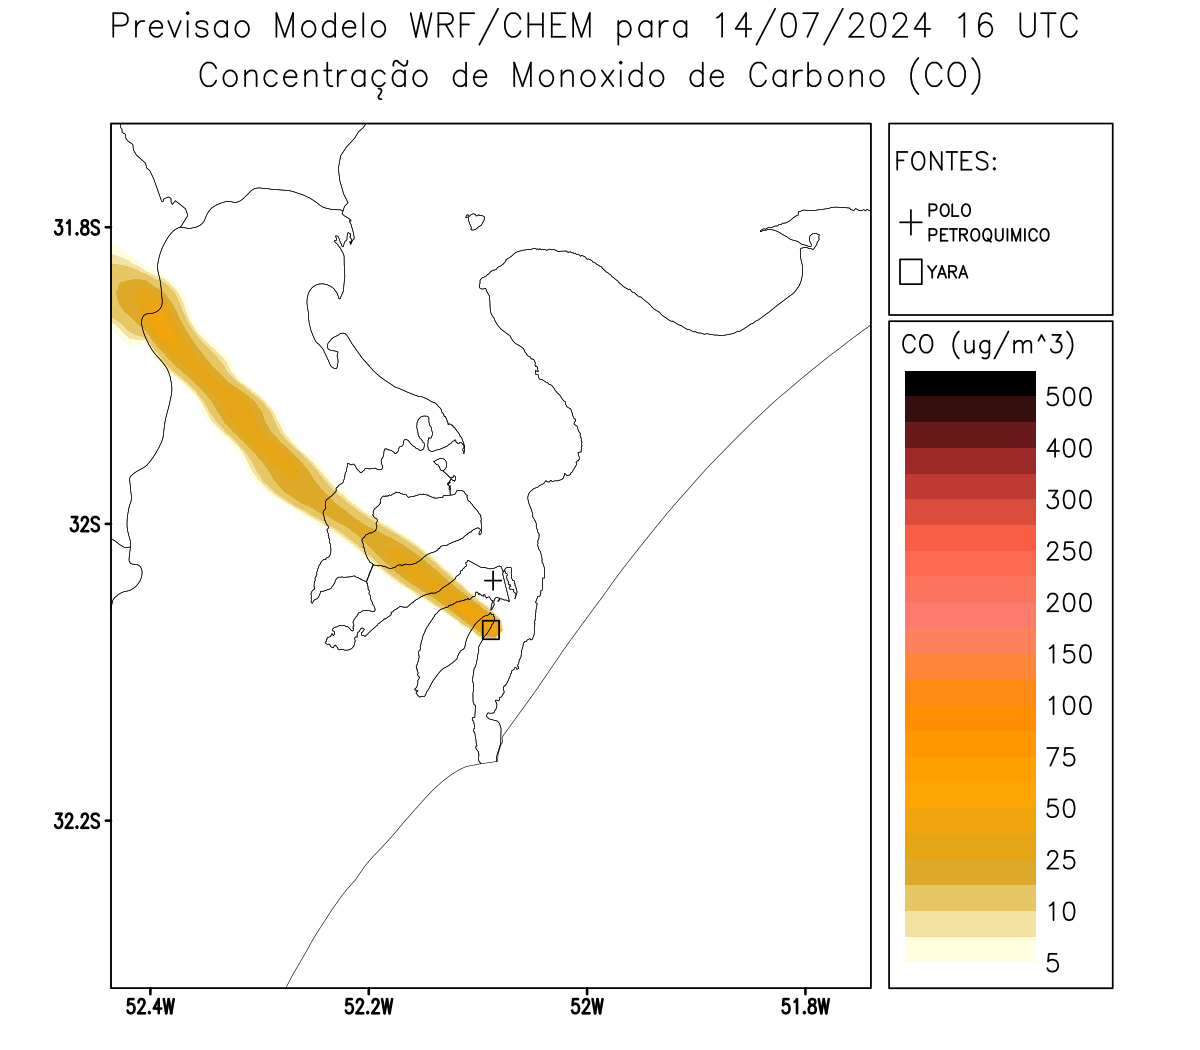 Previsao Modelo WRF/CHEM para 14/07/2024 16 UTC
Concentração de Monoxido de Carbono (CO)
FONTES:
POLO
PETROQUIMICO
YARA
31.8S
32S
32.2S
52.4W
52.2W
52W
51.8W
CO (ug/m^3)
500
400
300
250
200
150
100
75
50
25
10
5